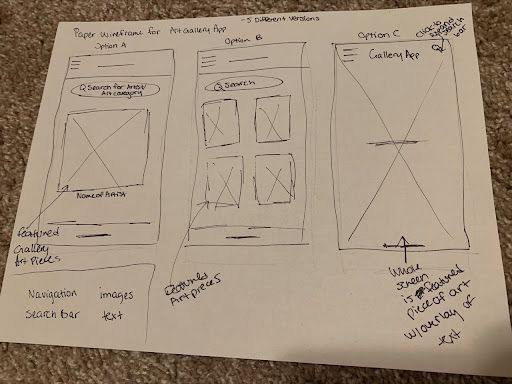 - 5 Different Versions
Paper Wireframe for Art Gallery App
Option A
Option B
Option C
Click to
expand
search
bar
Search for Artist/
Art category
Search
Gallery App
Name of Artist
Featured
Gallery
Art Pieces
Featured
Art pieces
Whole
screen
is featured
piece of art
w/overlay of
text
Navigation images
Search Bar text